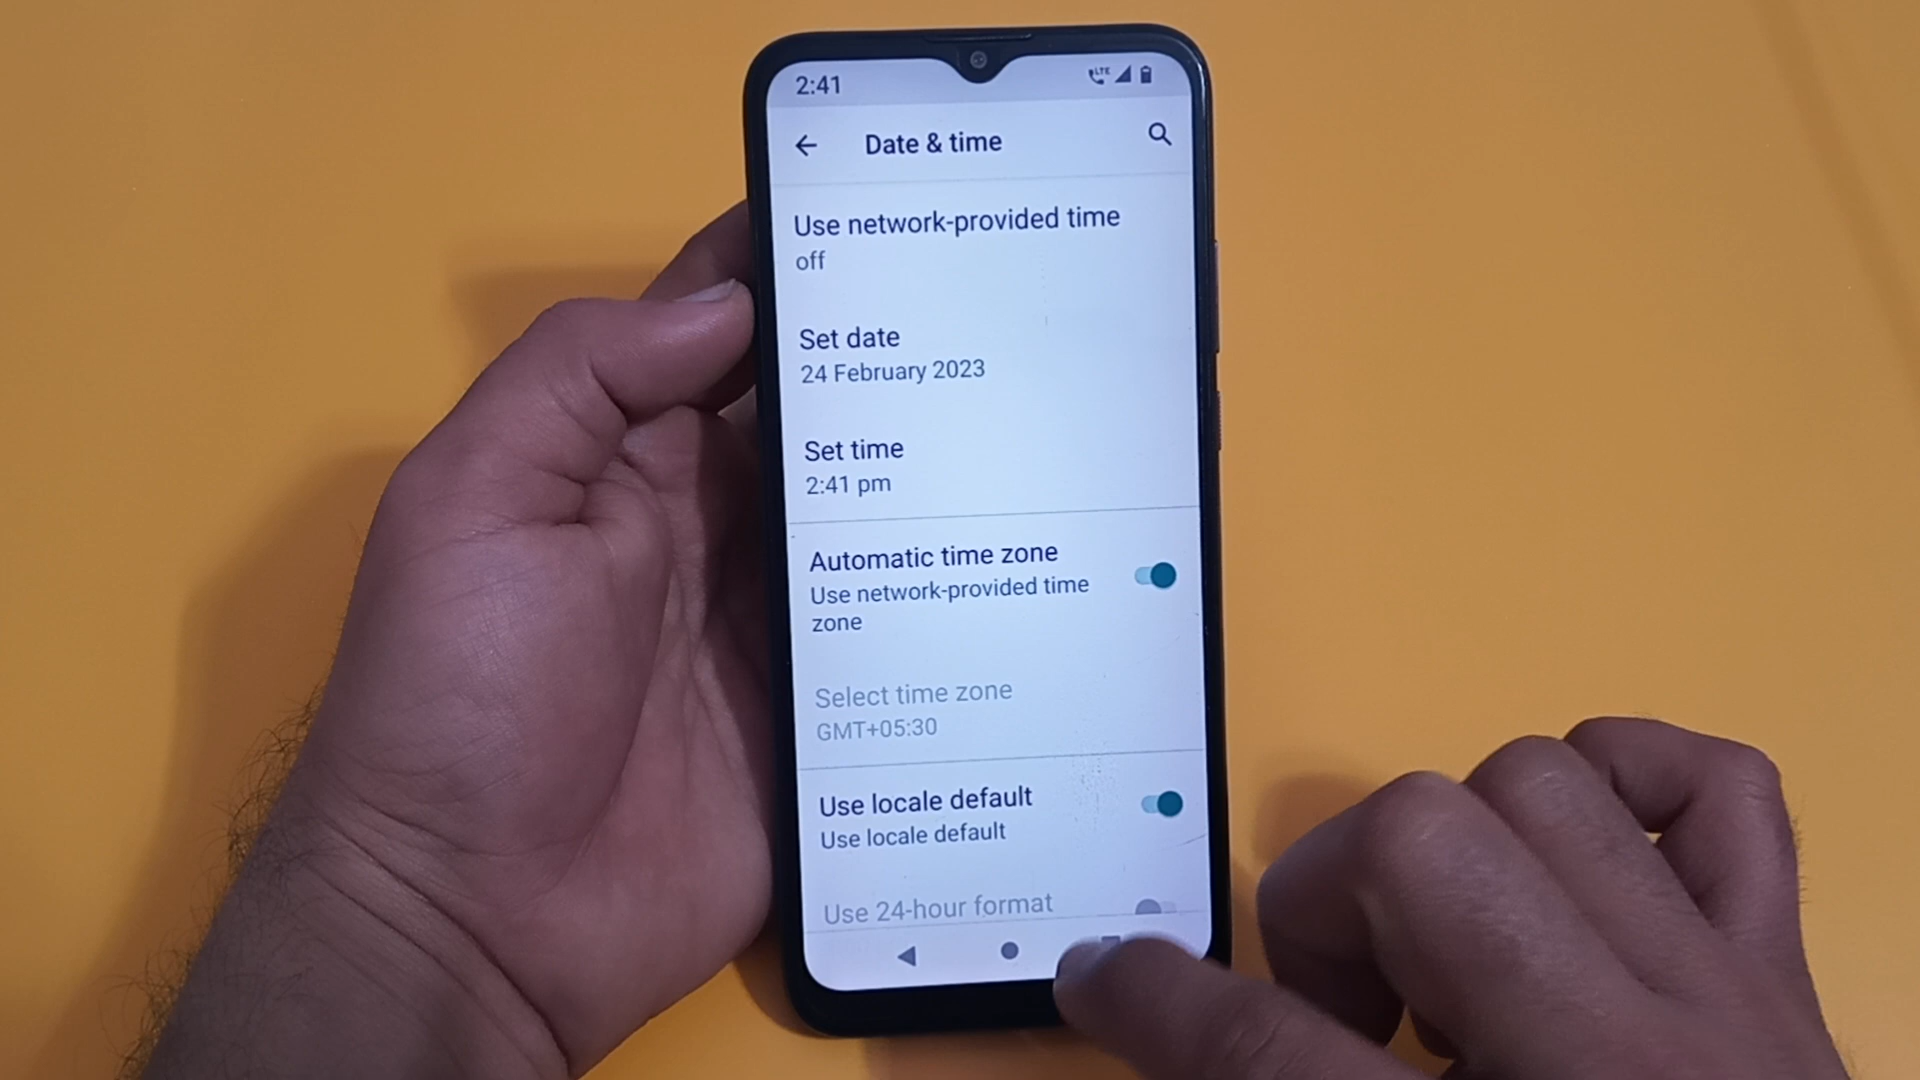 2:41
LTE
Date & time
Use network-provided time
off
Set date
24 February 2023
Set time
2:41 pm
Automatic time zone
Use network-provided time
zone
Select time zone
GMT+05:30
Use locale default
Use locale default
Use 24-hour format